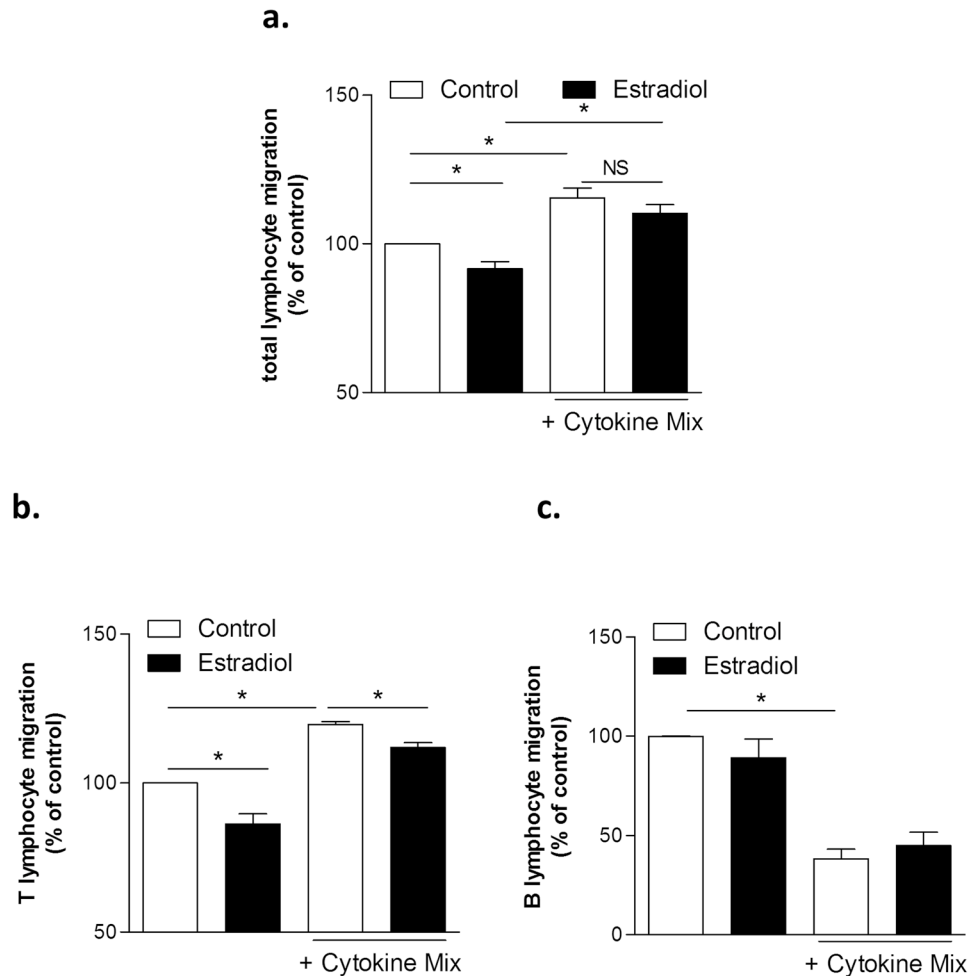 a.
Control Estradiol
total lymphocyte migration
(% of control)
150
100
50
*
*
*
NS
+ Cytokine Mix
b.
Control
Estradiol
T lymphocyte migration
(% of control)
150
100
50
*
*
*
+ Cytokine Mix
c.
Control
Estradiol
B lymphocyte migration
(% of control)
150
100
50
0
*
+ Cytokine Mix